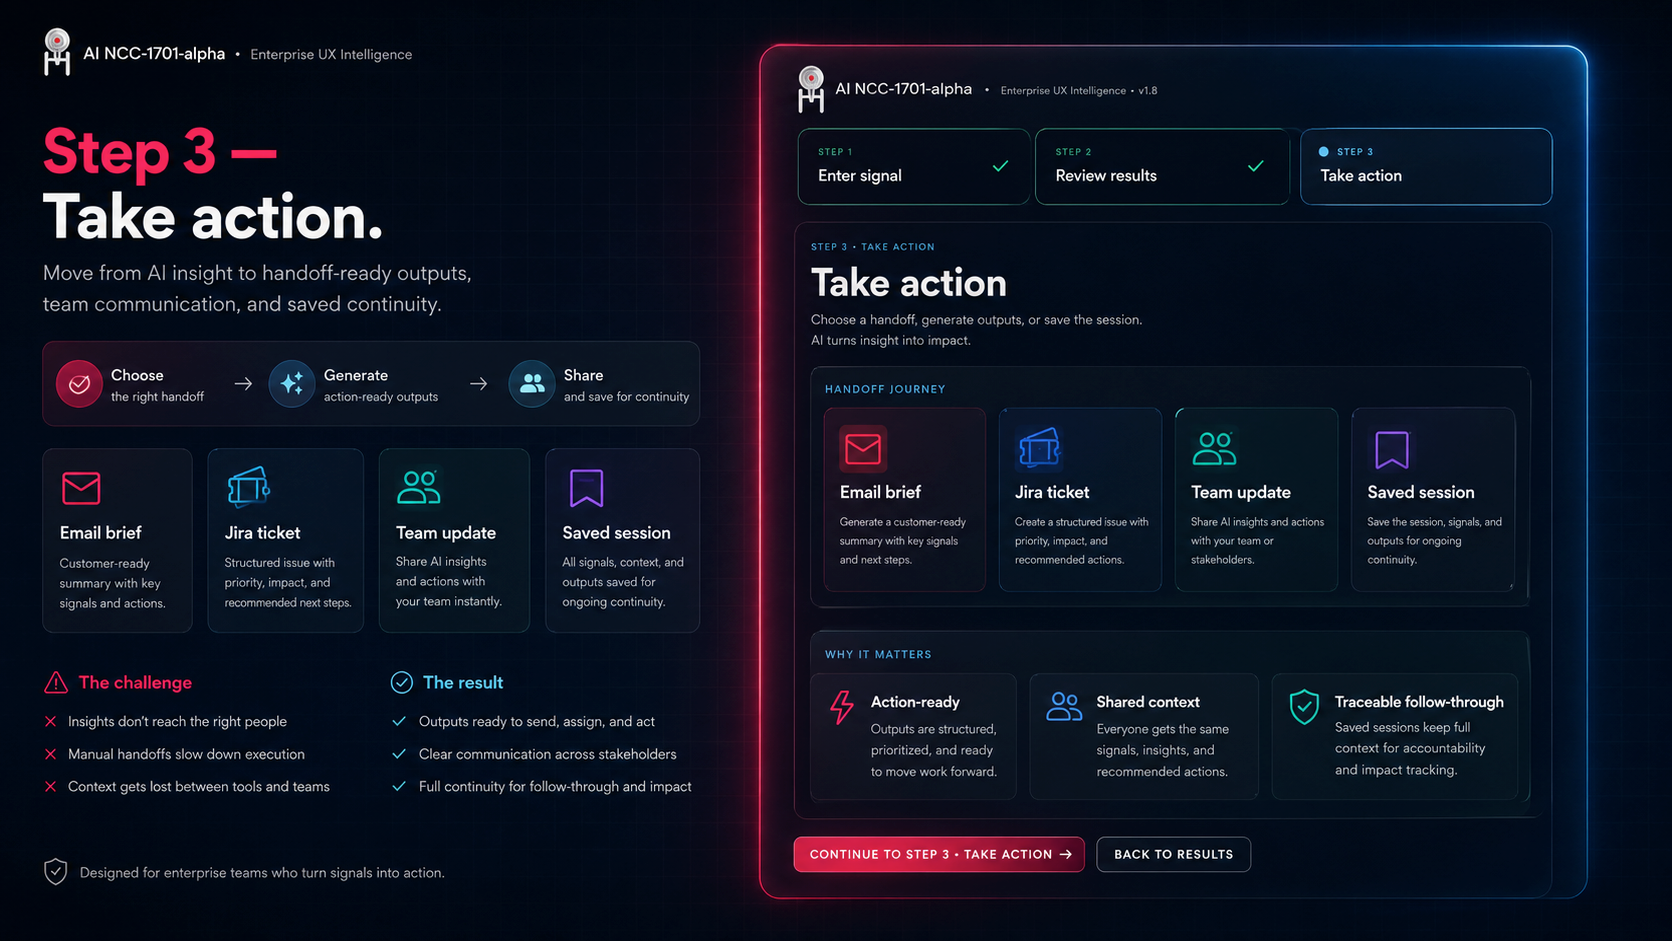 AI NCC-1701-alpha • Enterprise UX Intelligence
Step 3 —
Take action.
Move from AI insight to handoff-ready outputs,
team communication, and saved continuity.
Choose
the right handoff
→
Generate
action-ready outputs
→
Share
and save for continuity
Email brief
Customer-ready
summary with key
signals and actions.
Jira ticket
Structured issue with
priority, impact, and
recommended next steps.
Team update
Share AI insights
and actions with
your team instantly.
Saved session
All signals, context, and
outputs saved for
ongoing continuity.
The challenge
Insights don't reach the right people
Manual handoffs slow down execution
Context gets lost between tools and teams
The result
Outputs ready to send, assign, and act
Clear communication across stakeholders
Full continuity for follow-through and impact
Designed for enterprise teams who turn signals into action.
AI NCC-1701-alpha • Enterprise UX Intelligence • v1.8
STEP 1
Enter signal
STEP 2
Review results
STEP 3
Take action
STEP 3 • TAKE ACTION
Take action
Choose a handoff, generate outputs, or save the session.
AI turns insight into impact.
HANDOFF JOURNEY
Email brief
Generate a customer-ready
summary with key signals
and next steps.
Jira ticket
Create a structured issue with
priority, impact, and
recommended actions.
Team update
Share AI insights and actions
with your team or
stakeholders.
Saved session
Save the session, signals, and
outputs for ongoing
continuity.
WHY IT MATTERS
Action-ready
Outputs are structured,
prioritized, and ready
to move work forward.
Shared context
Everyone gets the same
signals, insights, and
recommended actions.
Traceable follow-through
Saved sessions keep full
context for accountability
and impact tracking.
CONTINUE TO STEP 3 • TAKE ACTION →
BACK TO RESULTS